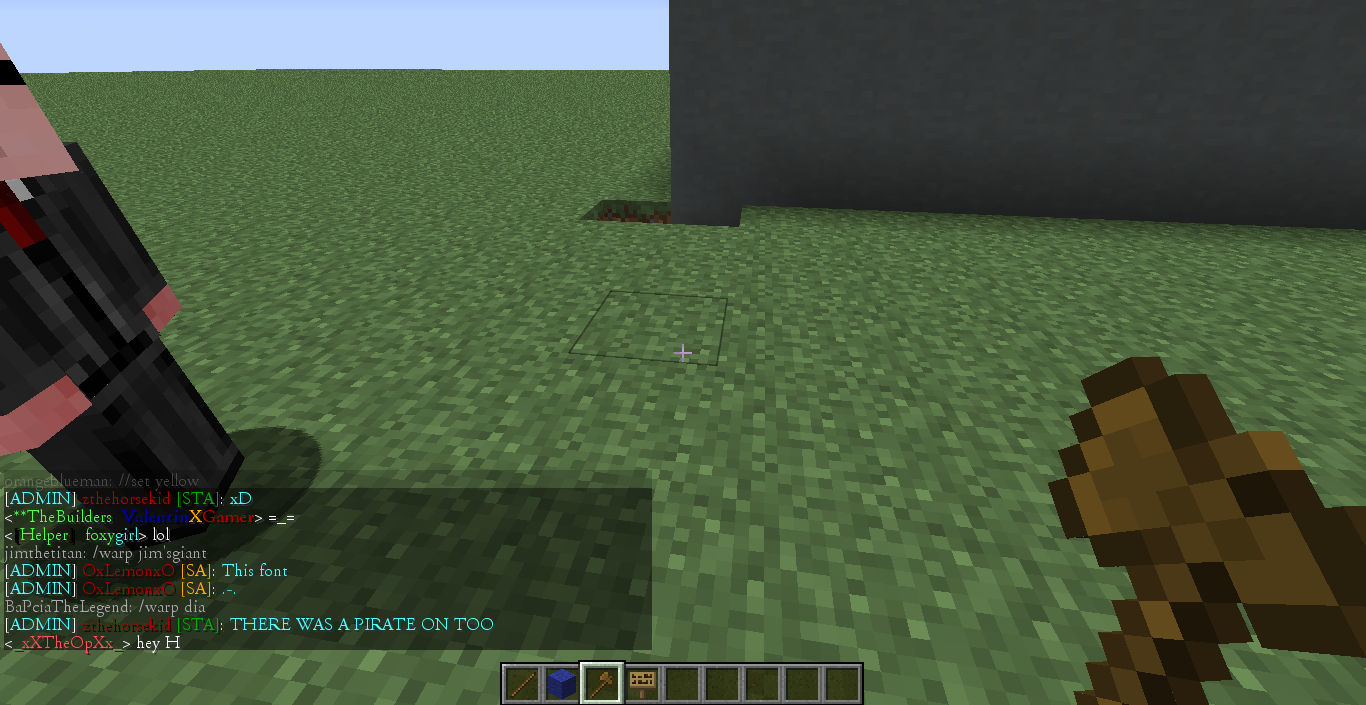 orangeblueman: //set yellow
[ADMIN] zthehorsekid [STA]: xD
<**TheBuilders ValentinXGamer> =_=
<[Helper] foxygirl> lol
jimthetitan: /warp jim'sgiant
[ADMIN] OxLemonxO [SA]: This font
[ADMIN] OxLemonxO [SA]: .-.
BaPciaTheLegend: /warp dia
[ADMIN] zthehorsekid [STA]: THERE WAS A PIRATE ON TOO
<_xXTheOpXx_> hey H